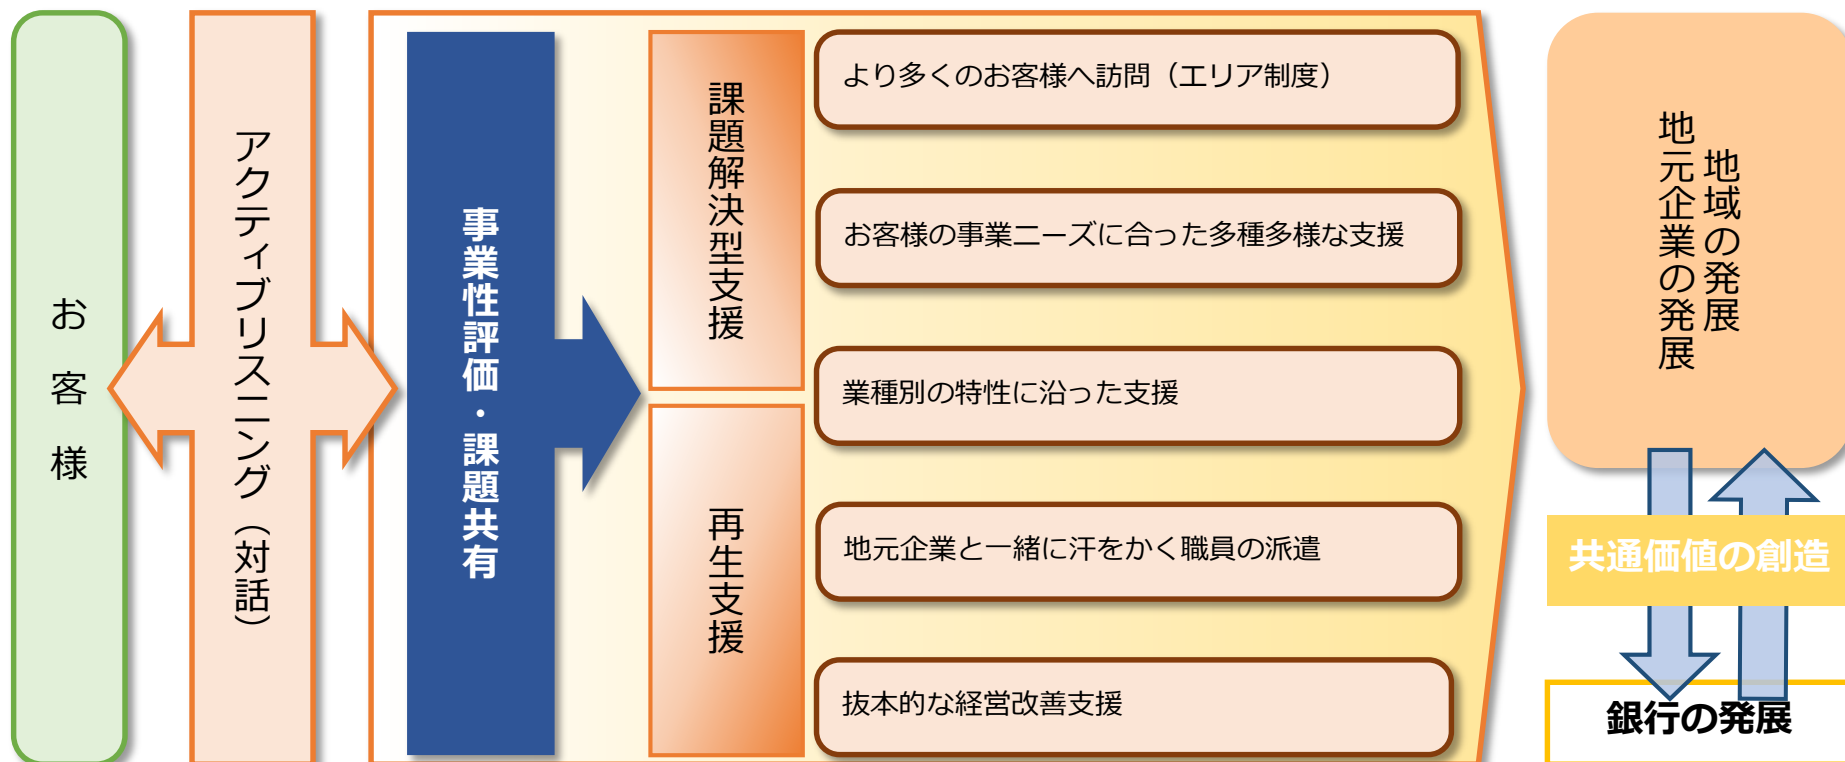 お客様
アクティブリスニング（対話）
事業性評価・課題共有
課題解決型支援
再生支援
より多くのお客様へ訪問（エリア制度）
お客様の事業ニーズに合った多種多様な支援
業種別の特性に沿った支援
地元企業と一緒に汗をかく職員の派遣
抜本的な経営改善支援
地域の発展
地元企業の発展
共通価値の創造
銀行の発展